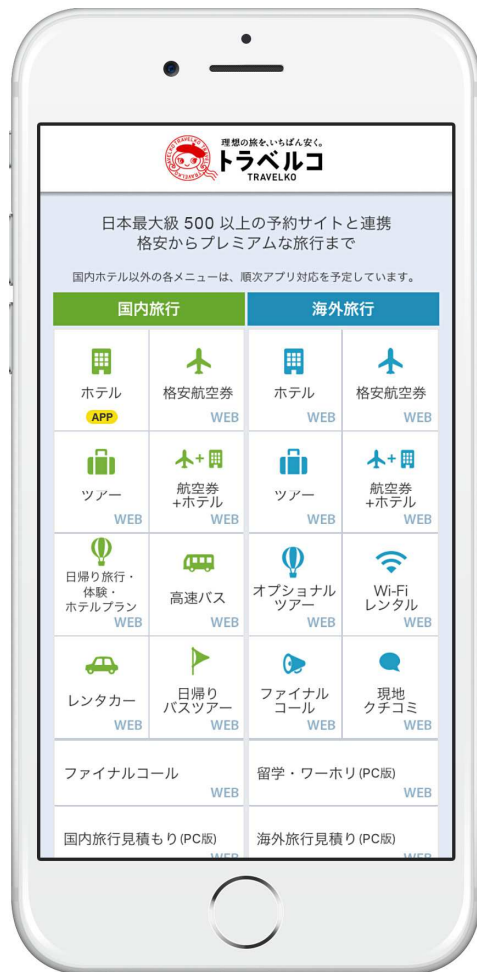 理想の旅を、いちばん安く。
トラベルコ
TRAVELKO
日本最大級 500 以上の予約サイトと連携
格安からプレミアムな旅行まで
国内ホテル以外の各メニューは、順次アプリ対応を予定しています。
国内旅行
海外旅行
ホテル
APP
格安航空券
WEB
ホテル
WEB
格安航空券
WEB
ツアー
WEB
航空券
+ホテル
WEB
ツアー
WEB
航空券
+ホテル
WEB
日帰り旅行・
体験・
ホテルプラン
WEB
高速バス
WEB
オプショナル
ツアー
WEB
Wi-Fi
レンタル
WEB
レンタカー
WEB
日帰り
バスツアー
WEB
ファイナル
コール
WEB
現地
クチコミ
WEB
ファイナルコール
WEB
留学・ワーホリ(PC版)
WEB
国内旅行見積もり(PC版)
WEB
海外旅行見積り(PC版)
WEB